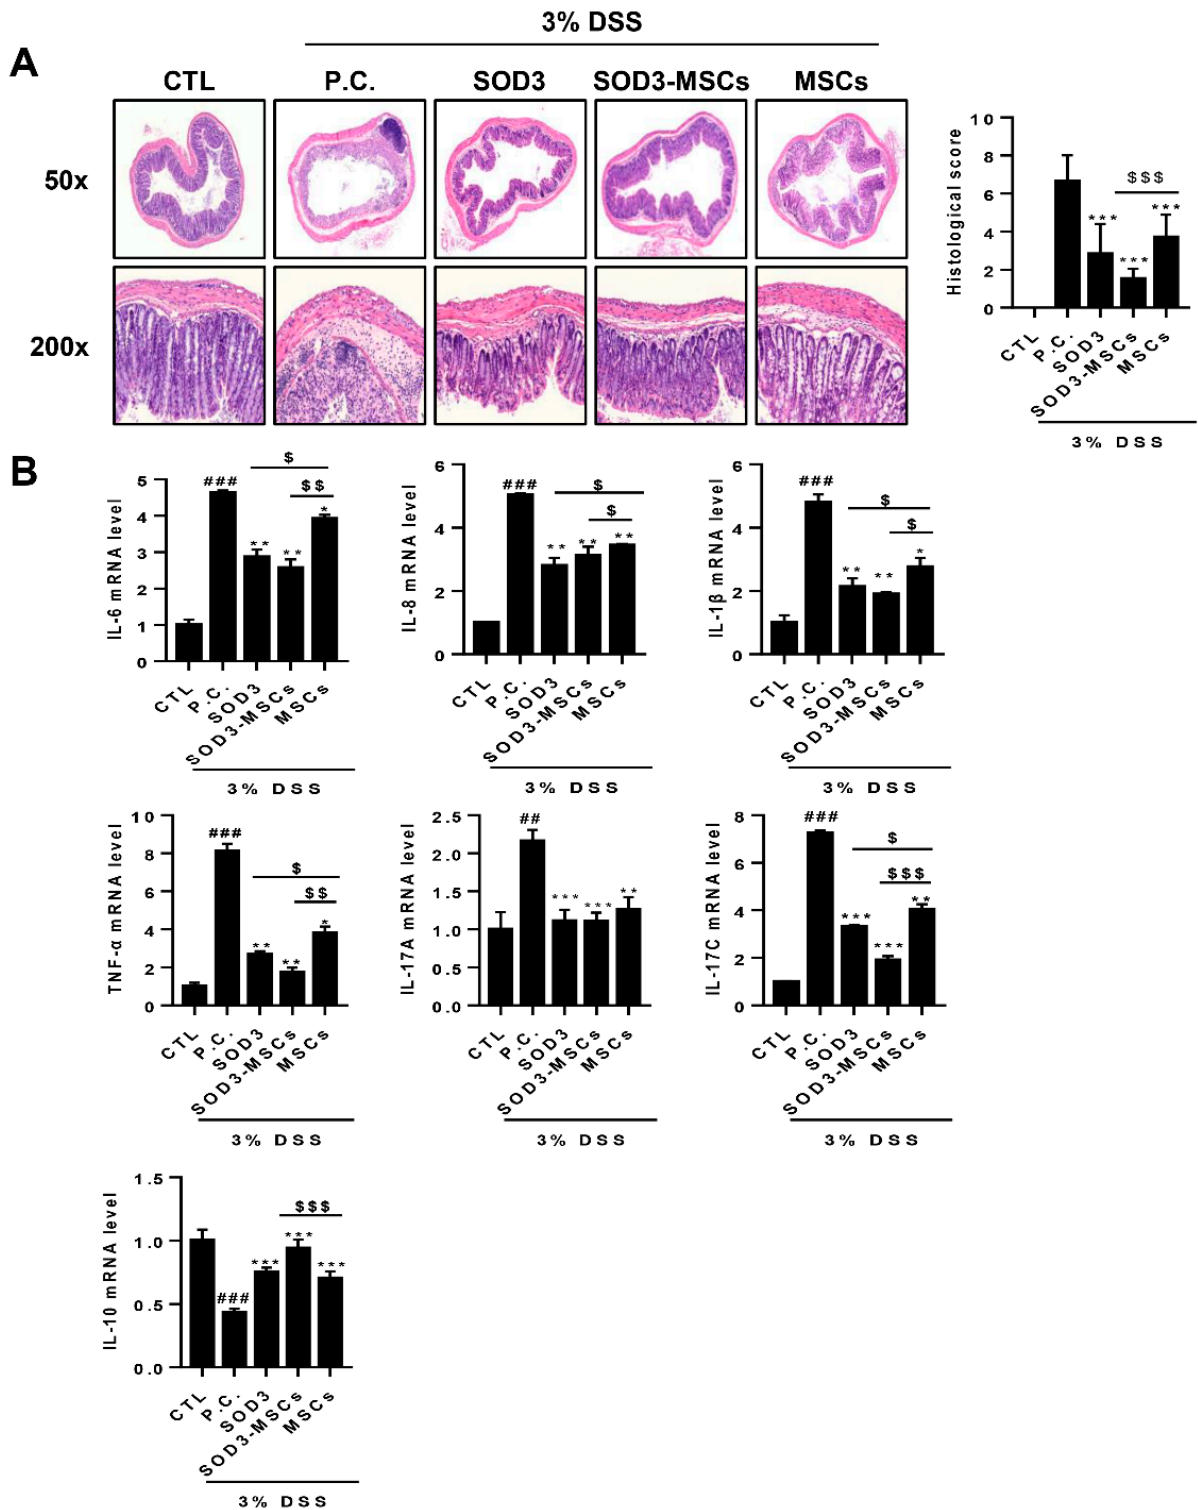 3% DSS
A
CTL P.C. SOD3 SOD3-MSCs MSCs
50x
200x
Histological score
10
8
6
4
2
0
$$$
*** *** ***
CTL P.C. SOD3 SOD3-MSCs MSCs
3% DSS
B
IL-6 mRNA level
5
4
3
2
1
0
###
** ** *
$
$$
CTL P.C. SOD3 SOD3-MSCs MSCs
3% DSS
IL-8 mRNA level
6
4
2
0
###
** ** **
$
$
CTL P.C. SOD3 SOD3-MSCs MSCs
3% DSS
IL-1β mRNA level
6
4
2
0
###
** ** *
$
$
CTL P.C. SOD3 SOD3-MSCs MSCs
3% DSS
TNF-α mRNA level
10
8
6
4
2
0
###
** ** *
$
$$
CTL P.C. SOD3 SOD3-MSCs MSCs
3% DSS
IL-17A mRNA level
2.5
2.0
1.5
1.0
0.5
0.0
##
*** *** **
CTL P.C. SOD3 SOD3-MSCs MSCs
3% DSS
IL-17C mRNA level
8
6
4
2
0
###
*** *** **
$
$$$
CTL P.C. SOD3 SOD3-MSCs MSCs
3% DSS
IL-10 mRNA level
1.5
1.0
0.5
0.0
###
*** *** ***
$$$
CTL P.C. SOD3 SOD3-MSCs MSCs
3% DSS